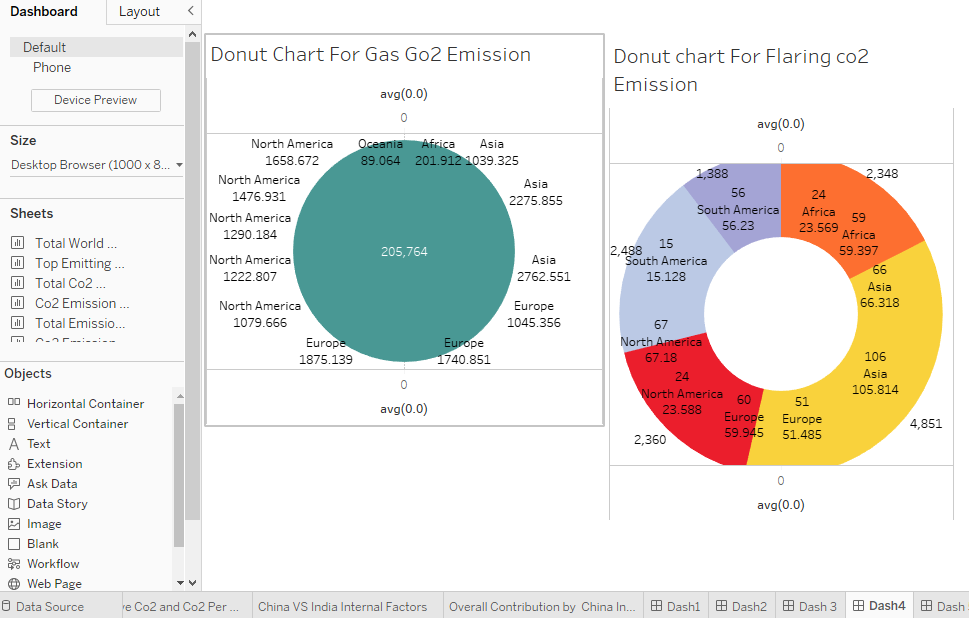 Dashboard
Layout
<
Default
Phone
Device Preview
Size
Desktop Browser (1000 x 8...
Sheets
Total World ...
Top Emitting ...
Total Co2 ...
Co2 Emission ...
Total Emissio...
Co2 Emission
Objects
Horizontal Container
Vertical Container
A Text
Extension
Ask Data
Data Story
Image
Blank
Workflow
Web Page
Donut Chart For Gas Go2 Emission
avg(0.0)
0
North America
1658.672
Oceania
89.064
Africa
201.912
Asia
1039.325
North America
1476.931
Asia
2275.855
North America
1290.184
205,764
North America
1222.807
Asia
2762.551
North America
1079.666
Europe
1045.356
Europe
1875.139
Europe
1740.851
0
avg(0.0)
Donut chart For Flaring co2
Emission
avg(0.0)
0
1,388
2,348
56
South America
56.23
24
Africa
23.569
59
Africa
59.397
2,488
15
South America
15.128
66
Asia
66.318
67
North America
67.18
106
Asia
105.814
24
North America
23.588
60
Europe
59.945
51
Europe
51.485
2,360
4,851
0
avg(0.0)
Data Source
ve Co2 and Co2 Per ...
China VS India Internal Factors
Overall Contribution by China In...
Dash1
Dash2
Dash 3
Dash4
Dash